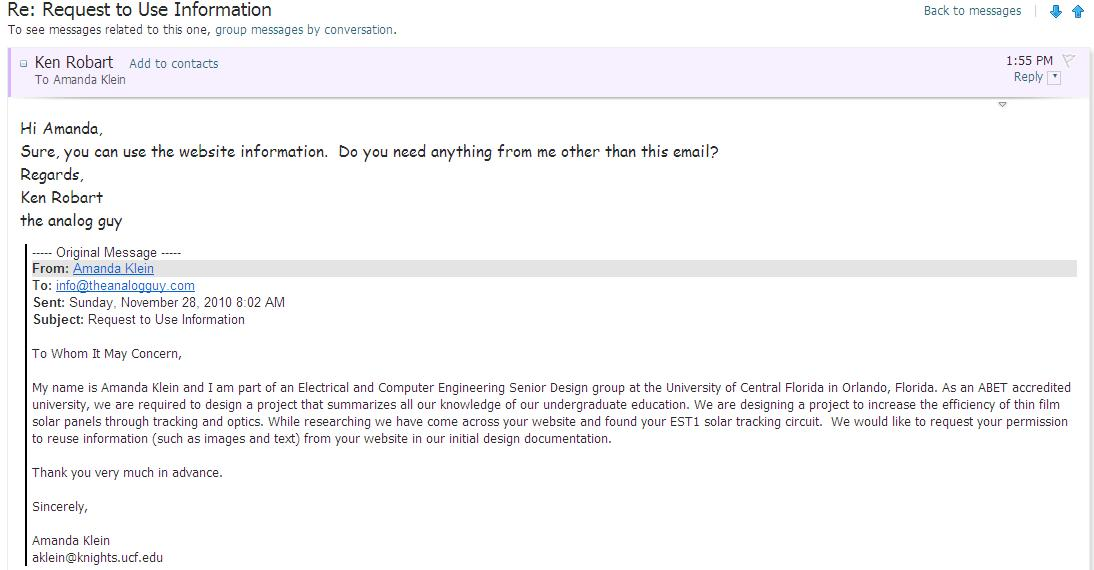 Re: Request to Use Information
Back to messages
To see messages related to this one, group messages by conversation.
Ken Robart Add to contacts
1:55 PM
To Amanda Klein
Reply
Hi Amanda,
Sure, you can use the website information. Do you need anything from me other than this email?
Regards,
Ken Robart
the analog guy
----- Original Message -----
From: Amanda Klein
To: info@theanalogguy.com
Sent: Sunday, November 28, 2010 8:02 AM
Subject: Request to Use Information
To Whom It May Concern,
My name is Amanda Klein and I am part of an Electrical and Computer Engineering Senior Design group at the University of Central Florida in Orlando, Florida. As an ABET accredited
university, we are required to design a project that summarizes all our knowledge of our undergraduate education. We are designing a project to increase the efficiency of thin film
solar panels through tracking and optics. While researching we have come across your website and found your EST1 solar tracking circuit. We would like to request your permission
to reuse information (such as images and text) from your website in our initial design documentation.
Thank you very much in advance.
Sincerely,
Amanda Klein
aklein@knights.ucf.edu